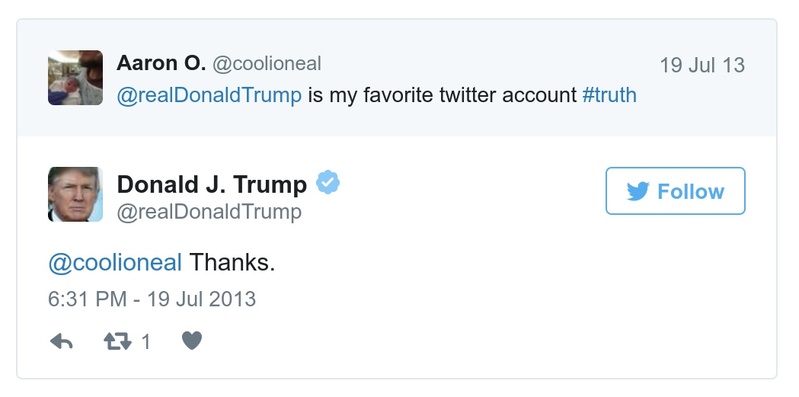 Aaron O. @coolioneal 19 Jul 13
@realDonaldTrump is my favorite twitter account #truth
Donald J. Trump
@realDonaldTrump
Follow
@coolioneal Thanks.
6:31 PM - 19 Jul 2013
1